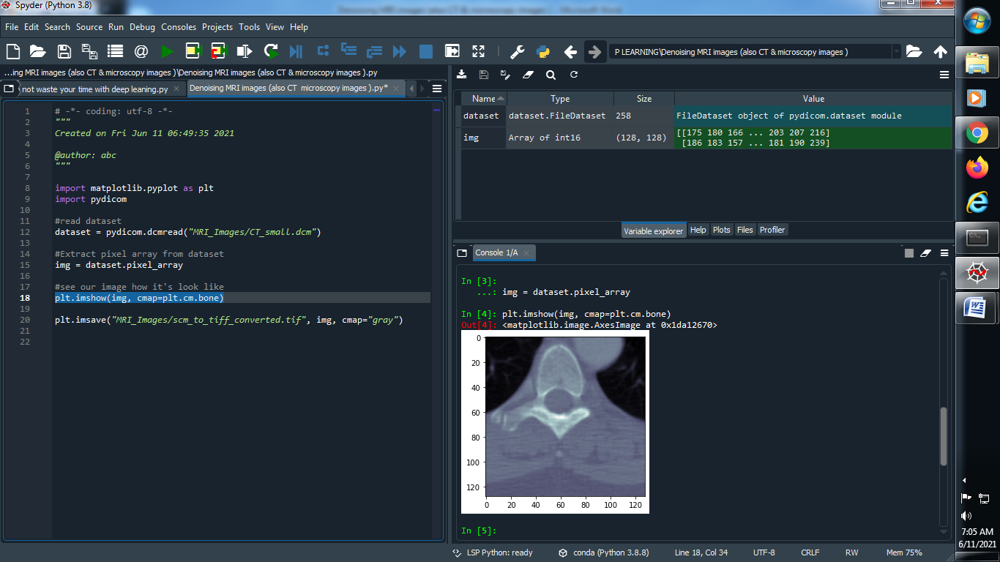 Spyder (Python 3.8)
File Edit Search Source Run Debug Consoles Projects Tools View Help
P LEARNING\Denoising MRI images (also CT & microscopy images )
...ing MRI images (also CT & microscopy images )\Denoising MRI images (also CT & microscopy images ).py
not waste your time with deep leaning.py Denoising MRI images (also CT microscopy images ).py*
1 # -*- coding: utf-8 -*-
2 """
3 Created on Fri Jun 11 06:49:35 2021
4
5 @author: abc
6 """
7
8 import matplotlib.pyplot as plt
9 import pydicom
10
11 #read dataset
12 dataset = pydicom.dcmread("MRI_Images/CT_small.dcm")
13
14 #Extract pixel array from dataset
15 img = dataset.pixel_array
16
17 #see our image how it's look like
18 plt.imshow(img, cmap=plt.cm.bone)
19
20 plt.imsave("MRI_Images/scm_to_tiff_converted.tif", img, cmap="gray")
21
22
Name Type Size Value
dataset dataset.FileDataset 258 FileDataset object of pydicom.dataset module
img Array of int16 (128, 128) [[175 180 166 ... 203 207 216]
[186 183 157 ... 181 190 239]
Variable explorer Help Plots Files Profiler
Console 1/A
In [3]:
...: img = dataset.pixel_array
In [4]: plt.imshow(img, cmap=plt.cm.bone)
Out[4]: <matplotlib.image.AxesImage at 0x1da12670>
0
20
40
60
80
100
120
0 20 40 60 80 100 120
In [5]:
LSP Python: ready conda (Python 3.8.8) Line 18, Col 34 UTF-8 CRLF RW Mem 75%
7:05 AM
6/11/2021